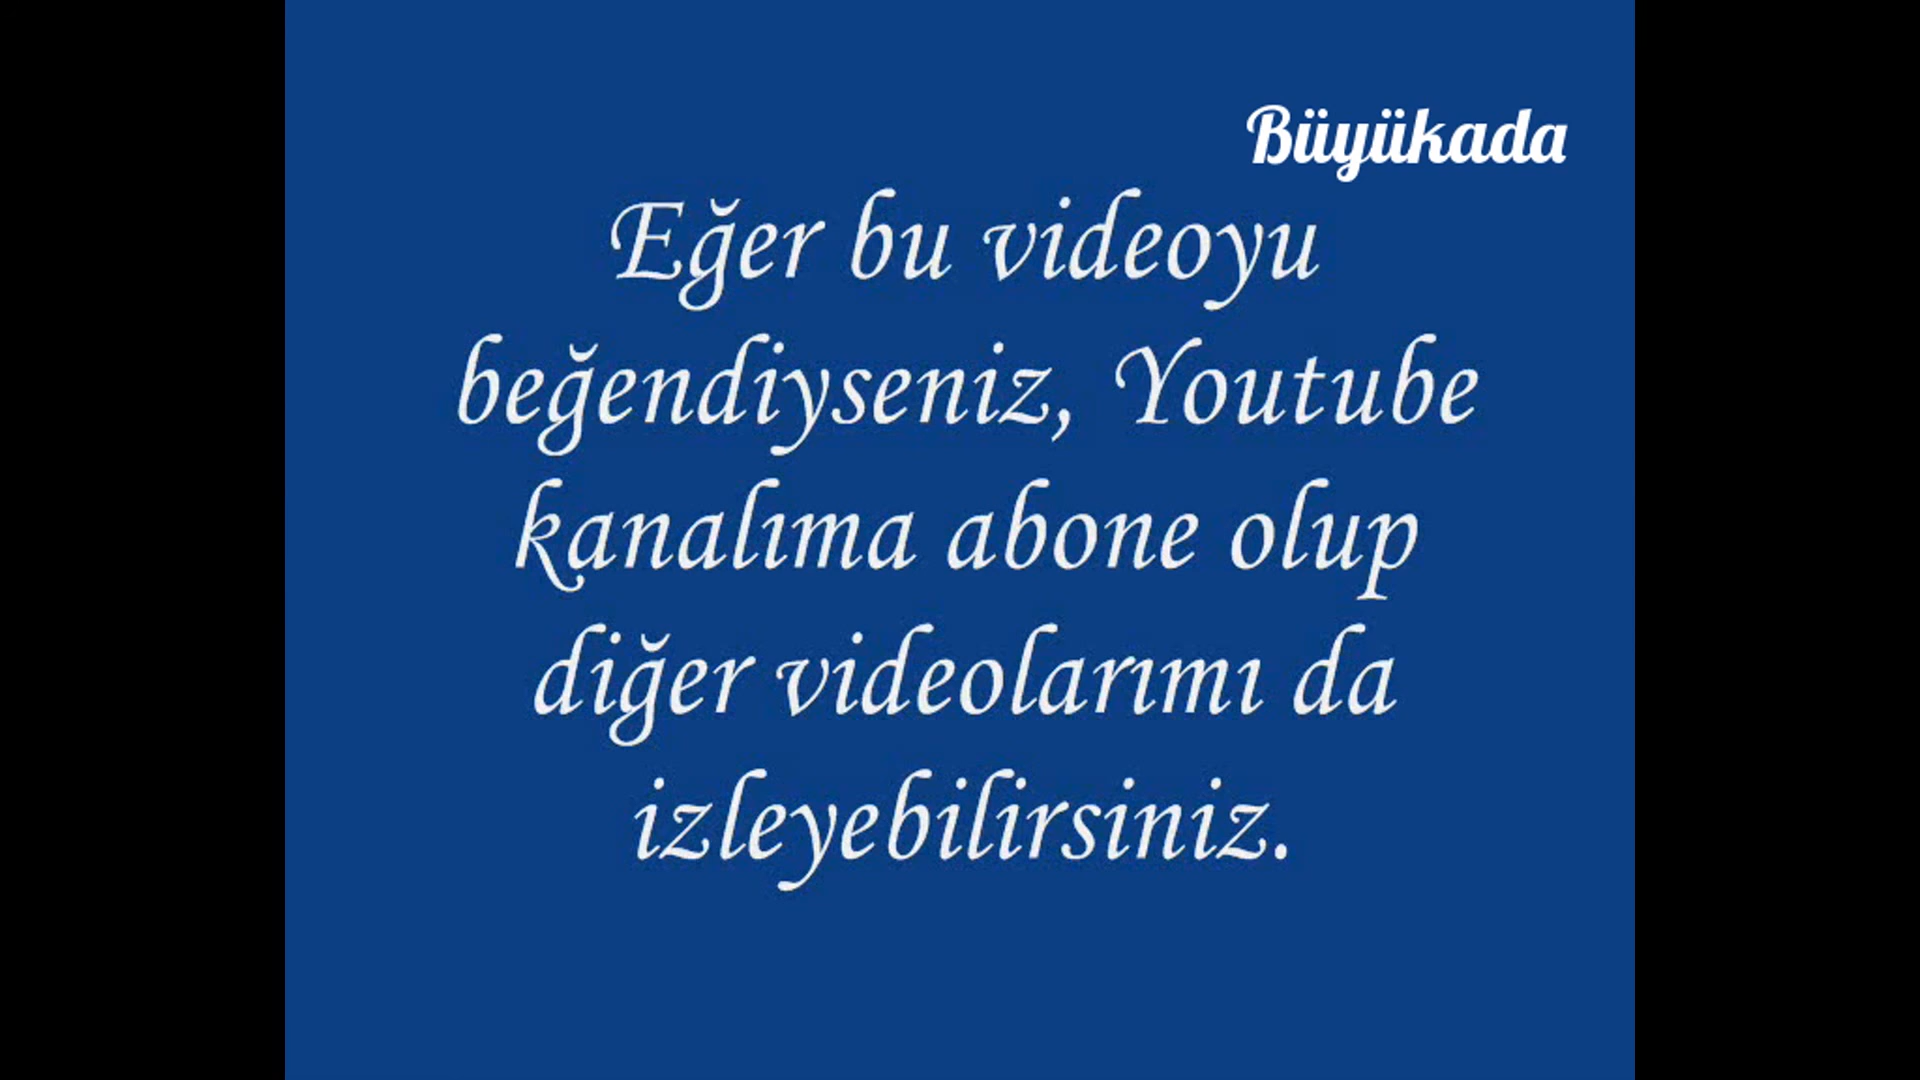 Büyükada
Eğer bu videoyu
beğendiyseniz, Youtube
kanalıma abone olup
diğer videolarımı da
izleyebilirsiniz.